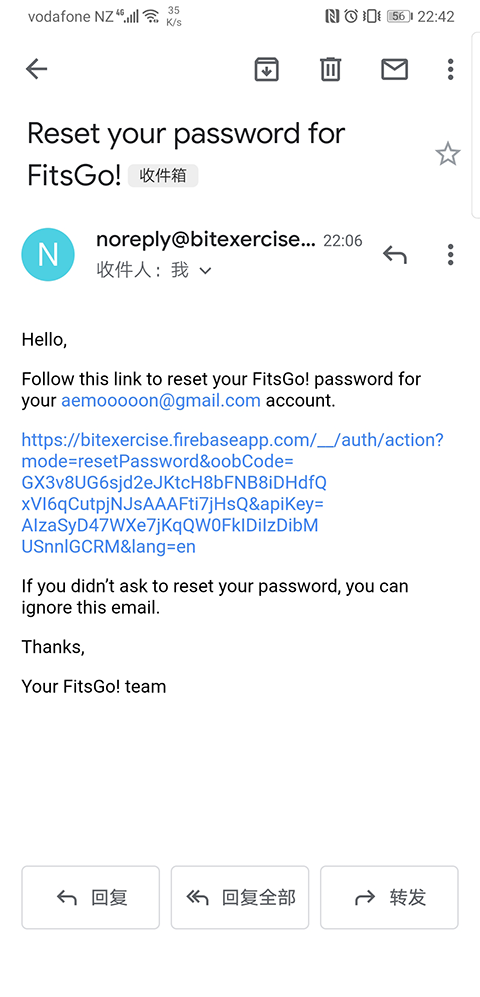 vodafone NZ 4G 35 K/s 56 22:42
Reset your password for
FitsGo! 收件箱
N noreply@bitexercise... 22:06
收件人： 我
Hello,
Follow this link to reset your FitsGo! password for
your aemooooon@gmail.com account.
https://bitexercise.firebaseapp.com/__/auth/action?
mode=resetPassword&oobCode=
GX3v8UG6sjd2eJKtcH8bFNB8iDHdfQ
xVI6qCutpjNJsAAAFti7jHsQ&apiKey=
AIzaSyD47WXe7jKqQW0FkIDiIzDibM
USnnlGCRM&lang=en
If you didn’t ask to reset your password, you can
ignore this email.
Thanks,
Your FitsGo! team
回复 回复全部 转发